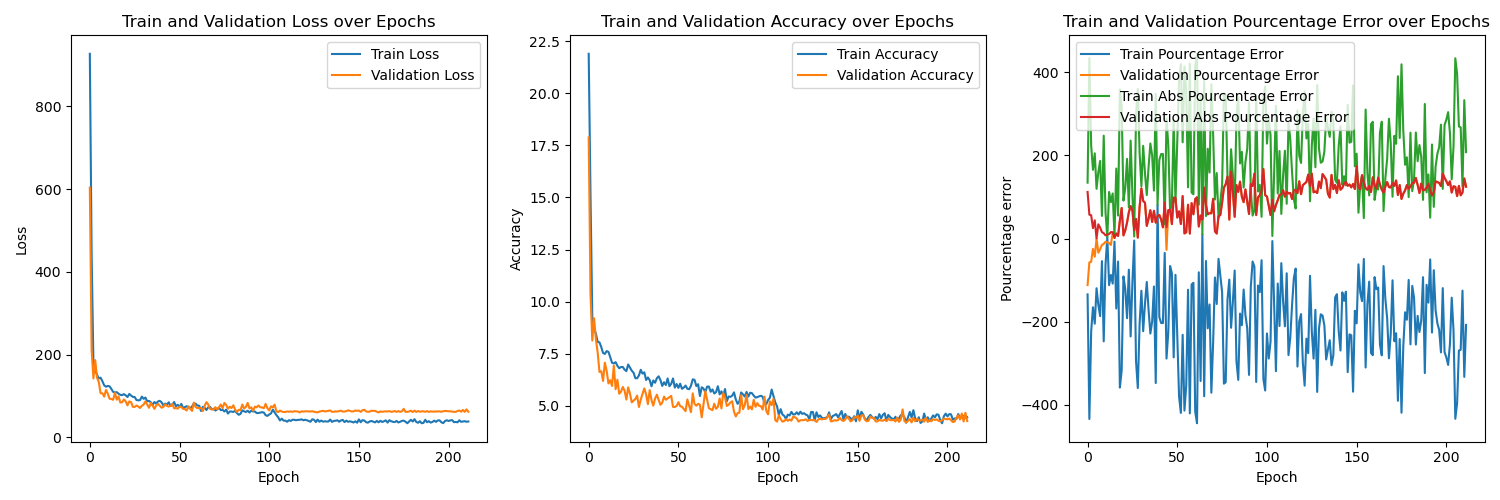 Train and Validation Loss over Epochs
Train Loss
Validation Loss
Loss
800
600
400
200
0
0 50 100 150 200
Epoch
Train and Validation Accuracy over Epochs
Train Accuracy
Validation Accuracy
Accuracy
22.5
20.0
17.5
15.0
12.5
10.0
7.5
5.0
0 50 100 150 200
Epoch
Train and Validation Pourcentage Error over Epochs
Train Pourcentage Error
Validation Pourcentage Error
Train Abs Pourcentage Error
Validation Abs Pourcentage Error
Pourcentage error
400
200
0
−200
−400
0 50 100 150 200
Epoch